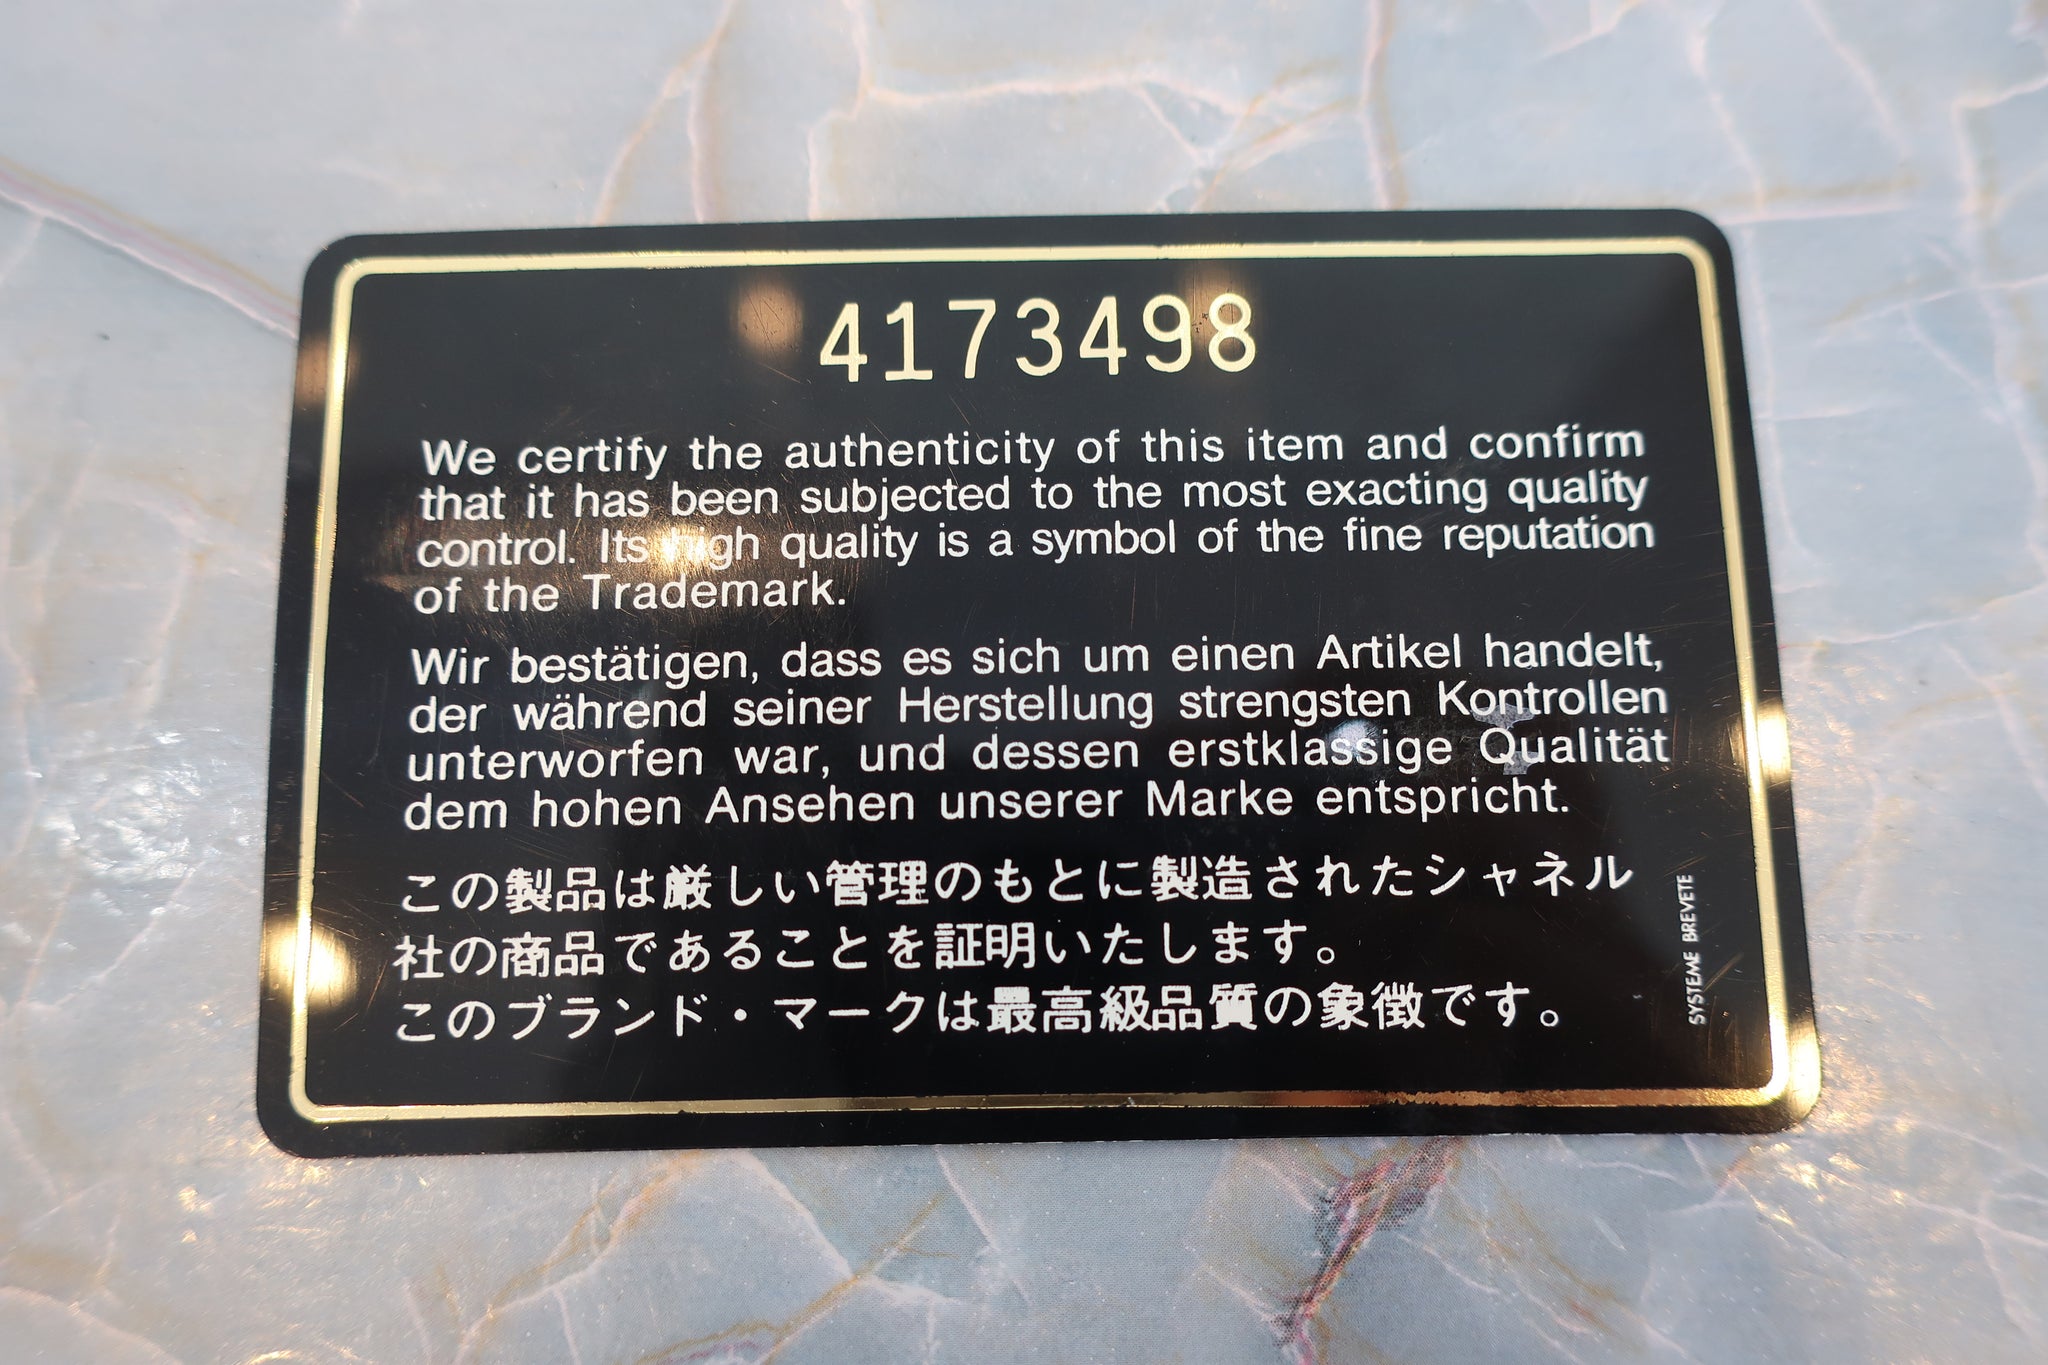 4173498
We certify the authenticity of this item and confirm
that it has been subjected to the most exacting quality
control. Its high quality is a symbol of the fine reputation
of the Trademark.
Wir bestätigen, dass es sich um einen Artikel handelt,
der während seiner Herstellung strengsten Kontrollen
unterworfen war, und dessen erstklassige Qualität
dem hohen Ansehen unserer Marke entspricht.
この製品は厳しい管理のもとに製造されたシャネル
社の商品であることを証明いたします。
このブランド・マークは最高級品質の象徴です。
SYSTEME BREVETE